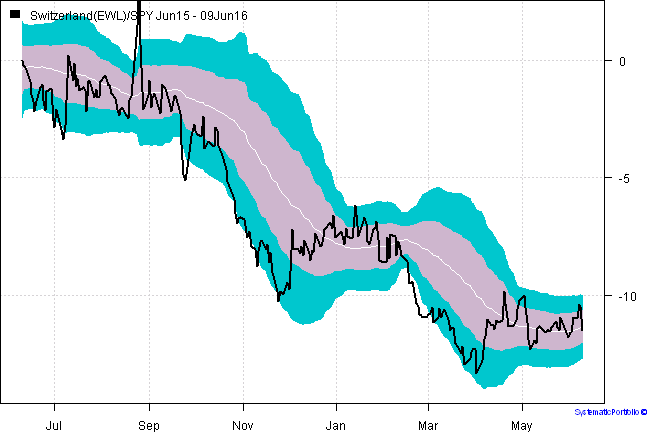 Switzerland(EWL)/SPY Jun15 - 09Jun16
0
-5
-10
Jul Sep Nov Jan Mar May
SystematicPortfolio ©